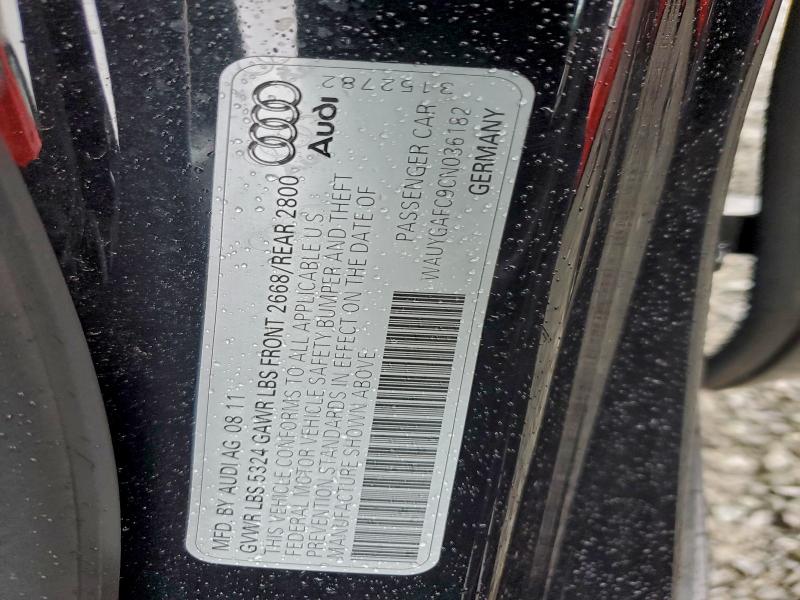 MFD. BY AUDI AG 08 11
GVWR LBS 5324 GAWR LBS FRONT 2668/REAR 2800
THIS VEHICLE CONFORMS TO ALL APPLICABLE U.S.
FEDERAL MOTOR VEHICLE SAFETY BUMPER AND THEFT
PREVENTION STANDARDS IN EFFECT ON THE DATE OF
MANUFACTURE SHOWN ABOVE:
PASSENGER CAR
WAUYGAFC9CN036182
GERMANY
Audi
315282